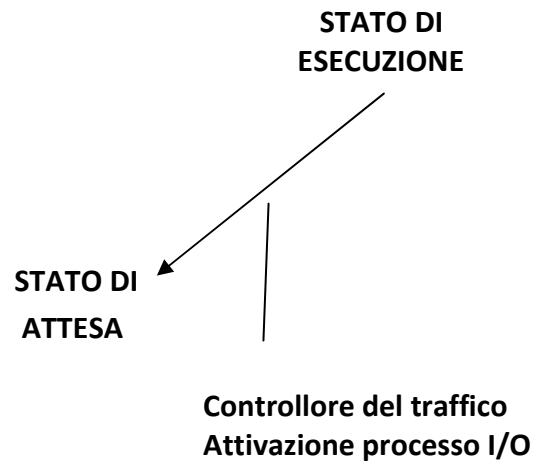 STATO DI
ESECUZIONE
STATO DI
ATTESA
Controllore del traffico
Attivazione processo I/O